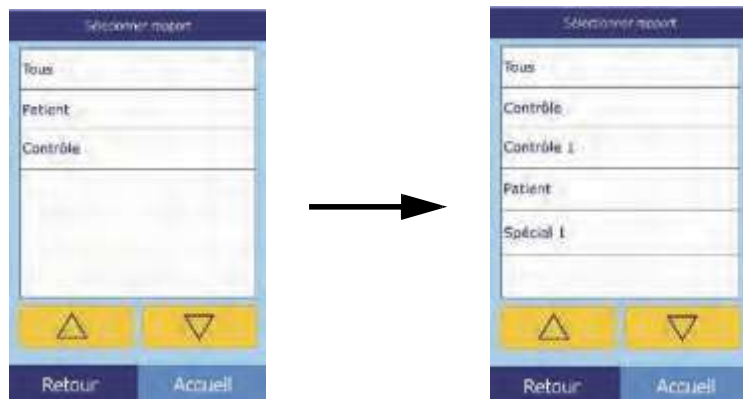 Sélectionner rapport
Tous
Patient
Contrôle
Retour Accueil
Sélectionner rapport
Tous
Contrôle
Contrôle 1
Patient
Spécial 1
Retour Accueil